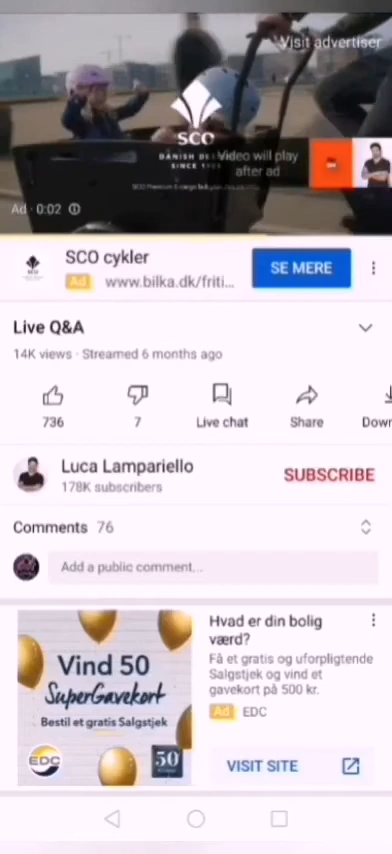 Visit advertiser
SCO
Video will play
after ad
Ad · 0:02
SCO cykler
Ad www.bilka.dk/friti...
SE MERE
Live Q&A
14K views · Streamed 6 months ago
736
7
Live chat
Share
Down
Luca Lampariello
178K subscribers
SUBSCRIBE
Comments 76
Add a public comment...
Vind 50
SuperGavekort
Bestil et gratis Salgstjek
EDC
50
Hvad er din bolig
værd?
Få et gratis og uforpligtende
Salgstjek og vind et
gavekort på 500 kr.
Ad EDC
VISIT SITE